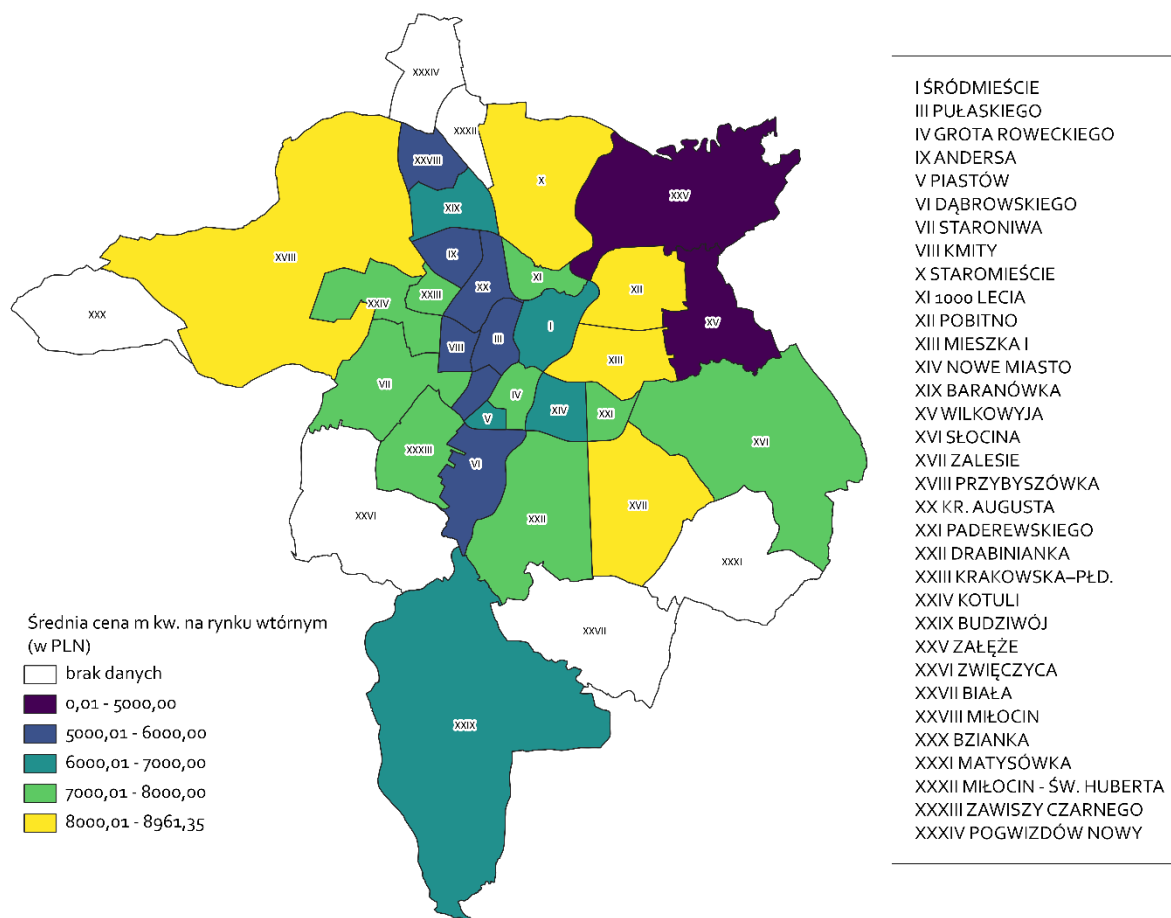 XXXIV
XXXII
XXVIII
X
XXV
XIX
IX
XVIII
XI
XX
XII
XXIII
XXIV
XXX
I
XV
III
VIII
XIII
VII
IV
XIV
XXI
V
XVI
XXXIII
VI
XVII
XXII
XXVI
XXXI
XXVII
XXIX
Średnia cena m kw. na rynku wtórnym
(w PLN)
brak danych
0,01 - 5000,00
5000,01 - 6000,00
6000,01 - 7000,00
7000,01 - 8000,00
8000,01 - 8961,35
I ŚRÓDMIEŚCIE
III PUŁASKIEGO
IV GROTA ROWECKIEGO
IX ANDERSA
V PIASTÓW
VI DĄBROWSKIEGO
VII STARONIWA
VIII KMITY
X STAROMIEŚCIE
XI 1000 LECIA
XII POBITNO
XIII MIESZKA I
XIV NOWE MIASTO
XIX BARANÓWKA
XV WILKOWYJA
XVI SŁOCINA
XVII ZALESIE
XVIII PRZYBYSZÓWKA
XX KR. AUGUSTA
XXI PADEREWSKIEGO
XXII DRABINIANKA
XXIII KRAKOWSKA–PŁD.
XXIV KOTULI
XXIX BUDZIWÓJ
XXV ZAŁĘŻE
XXVI ZWIĘCZYCA
XXVII BIAŁA
XXVIII MIŁOCIN
XXX BZIANKA
XXXI MATYSÓWKA
XXXII MIŁOCIN - ŚW. HUBERTA
XXXIII ZAWISZY CZARNEGO
XXXIV POGWIZDÓW NOWY